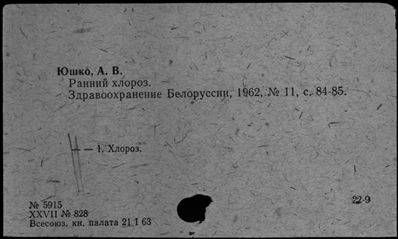 Юшко, А. В.
Ранний хлороз.
Здравоохранение Белоруссии, 1962, № 11, с. 84-85.
— 1. Хлороз.
№ 5915
XXVII № 828
Всесоюз. кн. палата 21 I 63
22-9